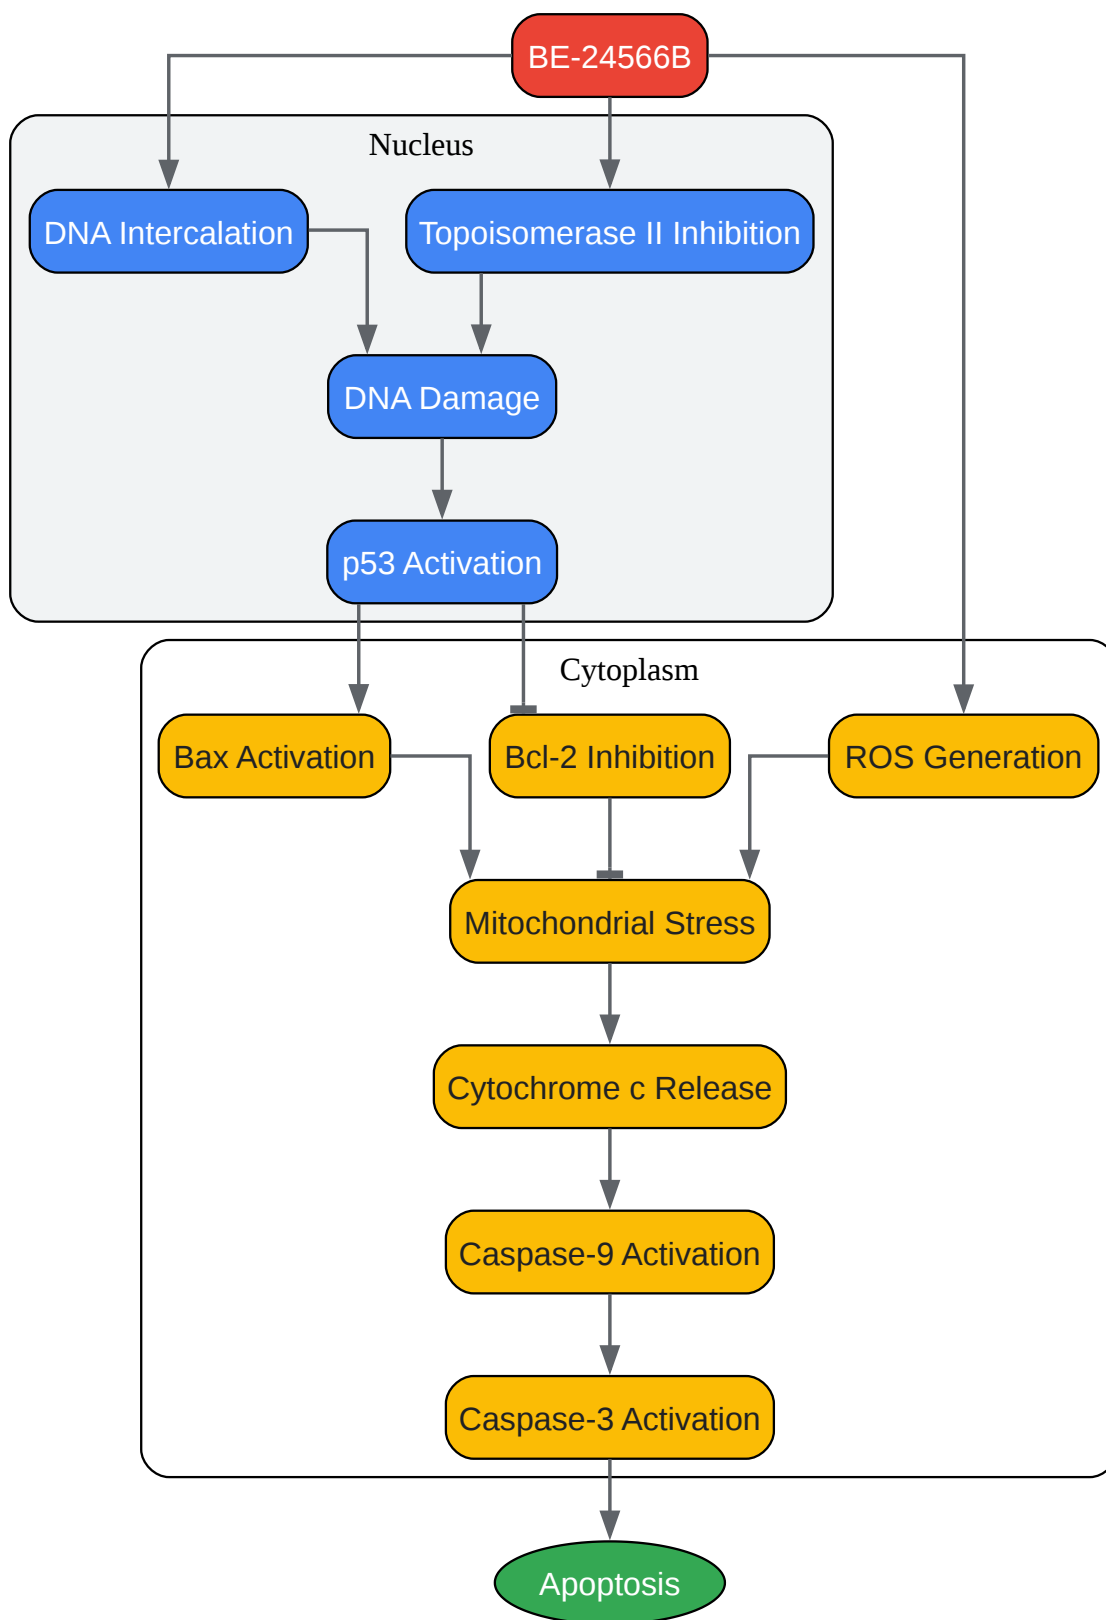 BE-24566B
Nucleus
DNA Intercalation
Topoisomerase II Inhibition
DNA Damage
p53 Activation
Cytoplasm
Bax Activation
Bcl-2 Inhibition
ROS Generation
Mitochondrial Stress
Cytochrome c Release
Caspase-9 Activation
Caspase-3 Activation
Apoptosis